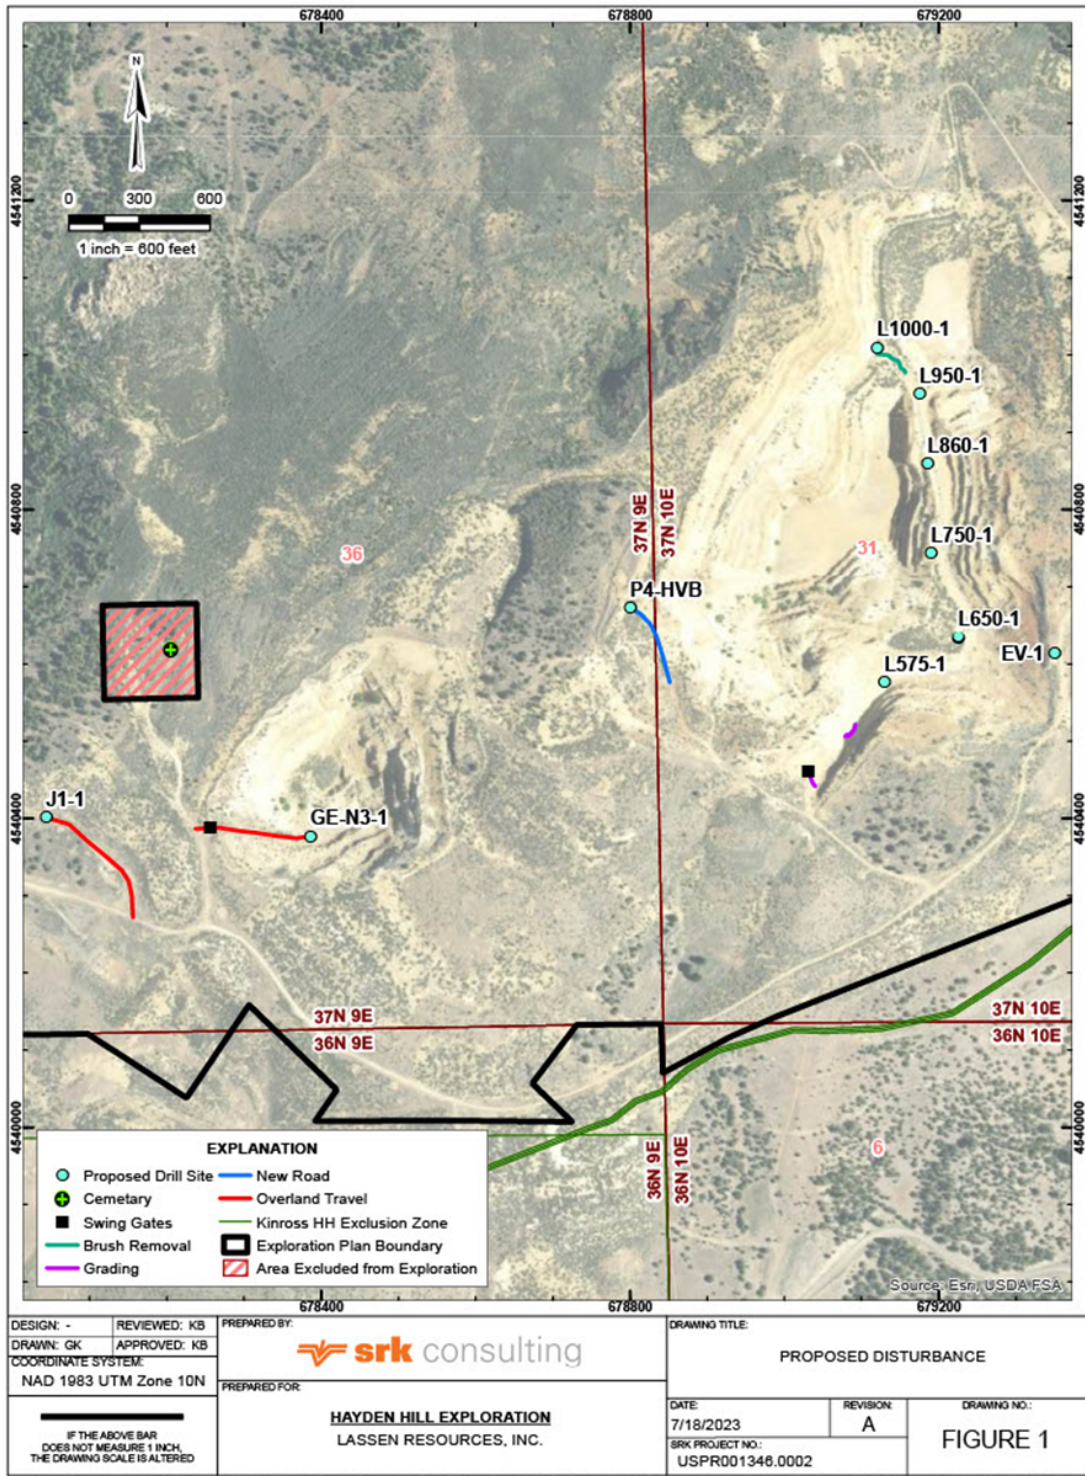 678400
678800
679200
N
0 300 600
1 inch = 600 feet
4541200
4541200
L1000-1
L950-1
L860-1
4540800
4540800
37N 9E
37N 10E
36
31
L750-1
P4-HVB
L650-1
EV-1
L575-1
J1-1
GE-N3-1
4540400
4540400
37N 9E
36N 9E
37N 10E
36N 10E
4540000
4540000
36N 9E
36N 10E
6
EXPLANATION
Proposed Drill Site
New Road
Cemetary
Overland Travel
Swing Gates
Kinross HH Exclusion Zone
Brush Removal
Exploration Plan Boundary
Grading
Area Excluded from Exploration
Source: Esri, USDA FSA
678400
678800
679200
DESIGN: -
REVIEWED: KB
DRAWN: GK
APPROVED: KB
COORDINATE SYSTEM:
NAD 1983 UTM Zone 10N
IF THE ABOVE BAR
DOES NOT MEASURE 1 INCH,
THE DRAWING SCALE IS ALTERED
PREPARED BY:
srk consulting
PREPARED FOR:
HAYDEN HILL EXPLORATION
LASSEN RESOURCES, INC.
DRAWING TITLE:
PROPOSED DISTURBANCE
DATE:
7/18/2023
REVISION:
A
SRK PROJECT NO.:
USPR001346.0002
DRAWING NO.:
FIGURE 1